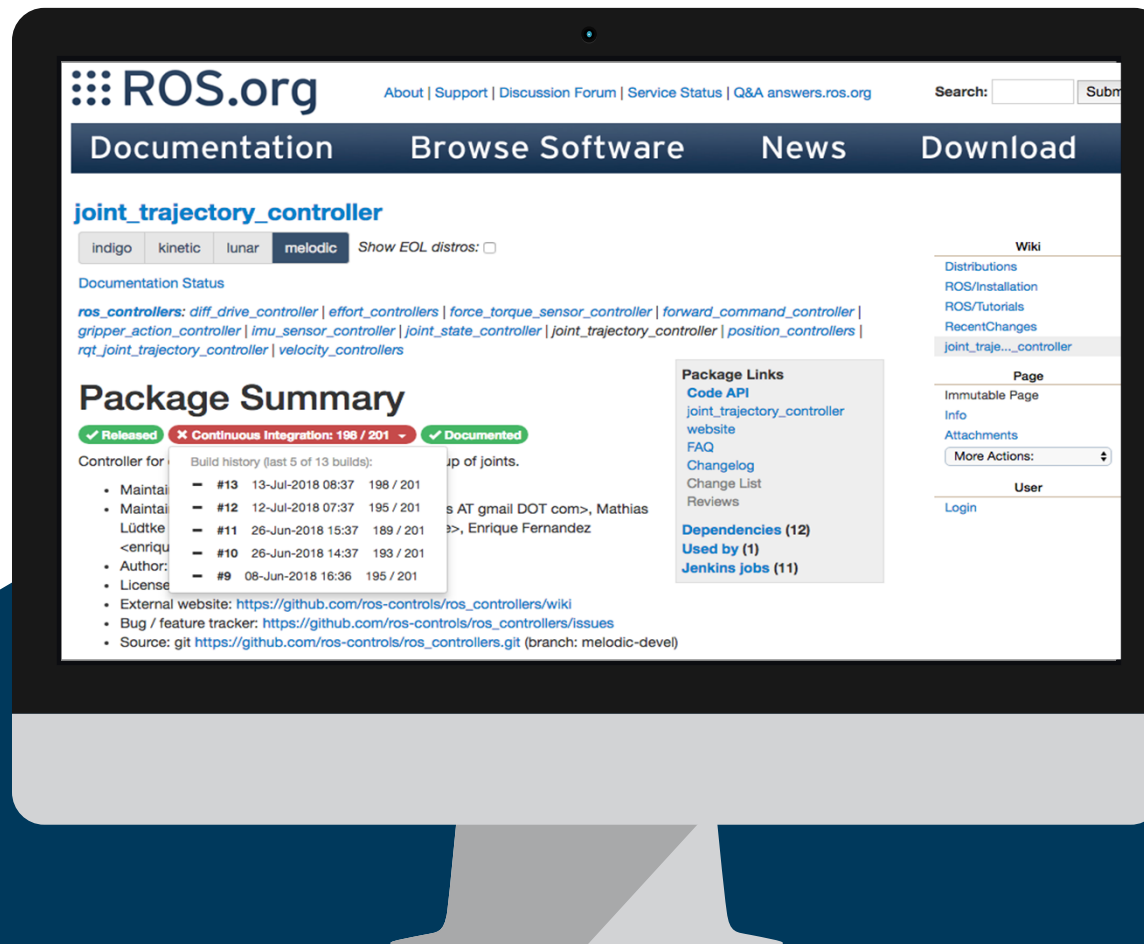 ROS.org
About | Support | Discussion Forum | Service Status | Q&A answers.ros.org
Search:
Subm
Documentation Browse Software News Download
joint_trajectory_controller
indigo kinetic lunar melodic Show EOL distros:
Documentation Status
ros_controllers: diff_drive_controller | effort_controllers | force_torque_sensor_controller | forward_command_controller |
gripper_action_controller | imu_sensor_controller | joint_state_controller | joint_trajectory_controller | position_controllers |
rqt_joint_trajectory_controller | velocity_controllers
Package Summary
Released Continuous Integration: 198 / 201 Documented
Controller for up of joints.
Build history (last 5 of 13 builds):
#13 13-Jul-2018 08:37 198 / 201
#12 12-Jul-2018 07:37 195 / 201
#11 26-Jun-2018 15:37 189 / 201
#10 26-Jun-2018 14:37 193 / 201
#9 08-Jun-2018 16:36 195 / 201
Maintai
Maintai s AT gmail DOT com>, Mathias
Lüdtke e>, Enrique Fernandez
<enriqu
Author:
License
External website: https://github.com/ros-controls/ros_controllers/wiki
Bug / feature tracker: https://github.com/ros-controls/ros_controllers/issues
Source: git https://github.com/ros-controls/ros_controllers.git (branch: melodic-devel)
Package Links
Code API
joint_trajectory_controller
website
FAQ
Changelog
Change List
Reviews
Dependencies (12)
Used by (1)
Jenkins jobs (11)
Wiki
Distributions
ROS/Installation
ROS/Tutorials
RecentChanges
joint_traje..._controller
Page
Immutable Page
Info
Attachments
More Actions:
User
Login